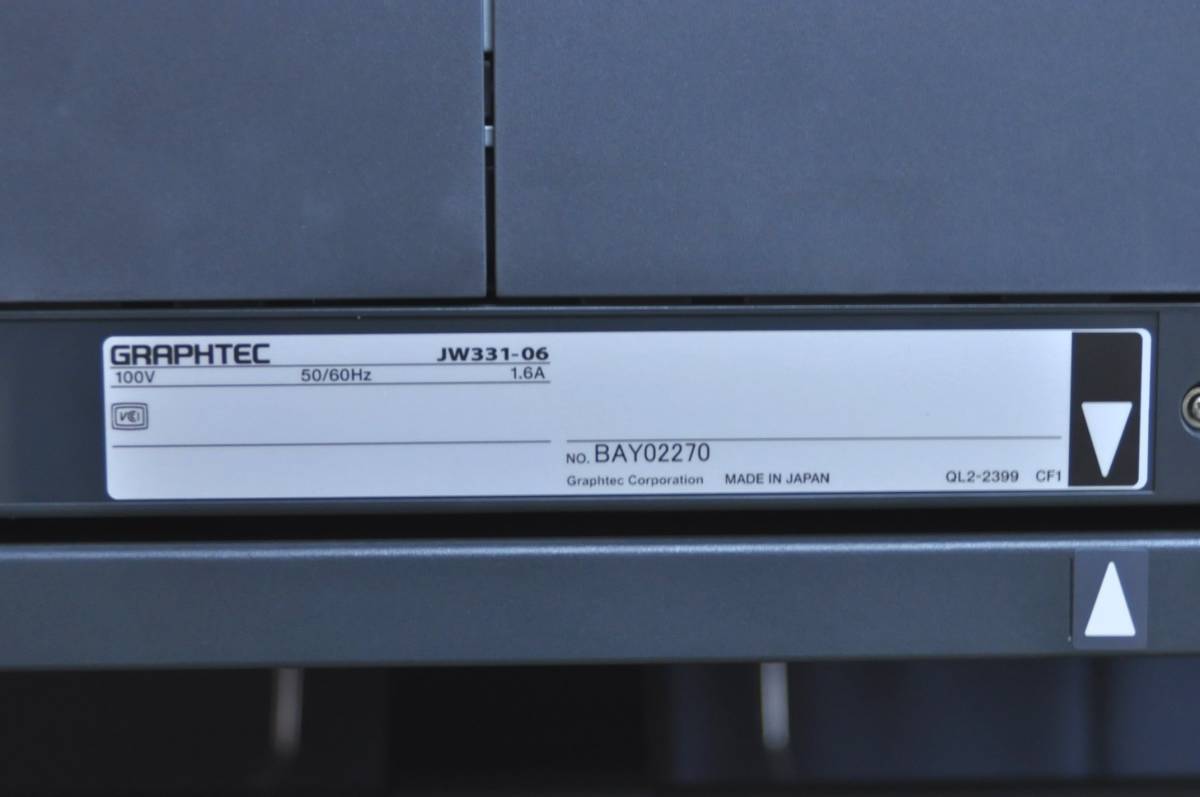 GRAPHTEC JW331-06
100V 50/60Hz 1.6A
VCI
NO. BAY02270
Graphtec Corporation MADE IN JAPAN QL2-2399 CF1